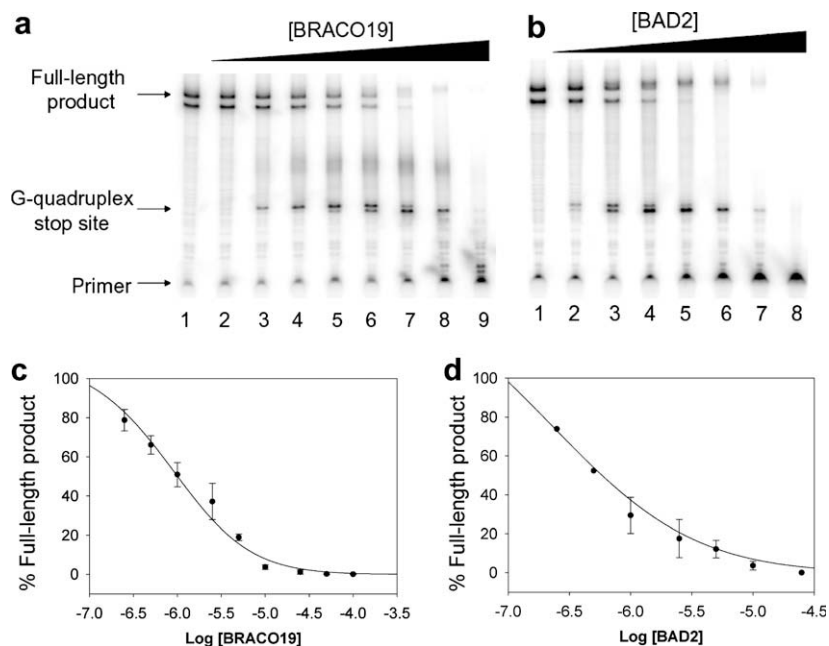 a
[BRACO19]
b
[BAD2]
Full-length
product
G-quadruplex
stop site
Primer
1 2 3 4 5 6 7 8 9
1 2 3 4 5 6 7 8
c
% Full-length product
100
80
60
40
20
0
-7.0 -6.5 -6.0 -5.5 -5.0 -4.5 -4.0 -3.5
Log [BRACO19]
d
% Full-length product
100
80
60
40
20
0
-7.0 -6.5 -6.0 -5.5 -5.0 -4.5
Log [BAD2]